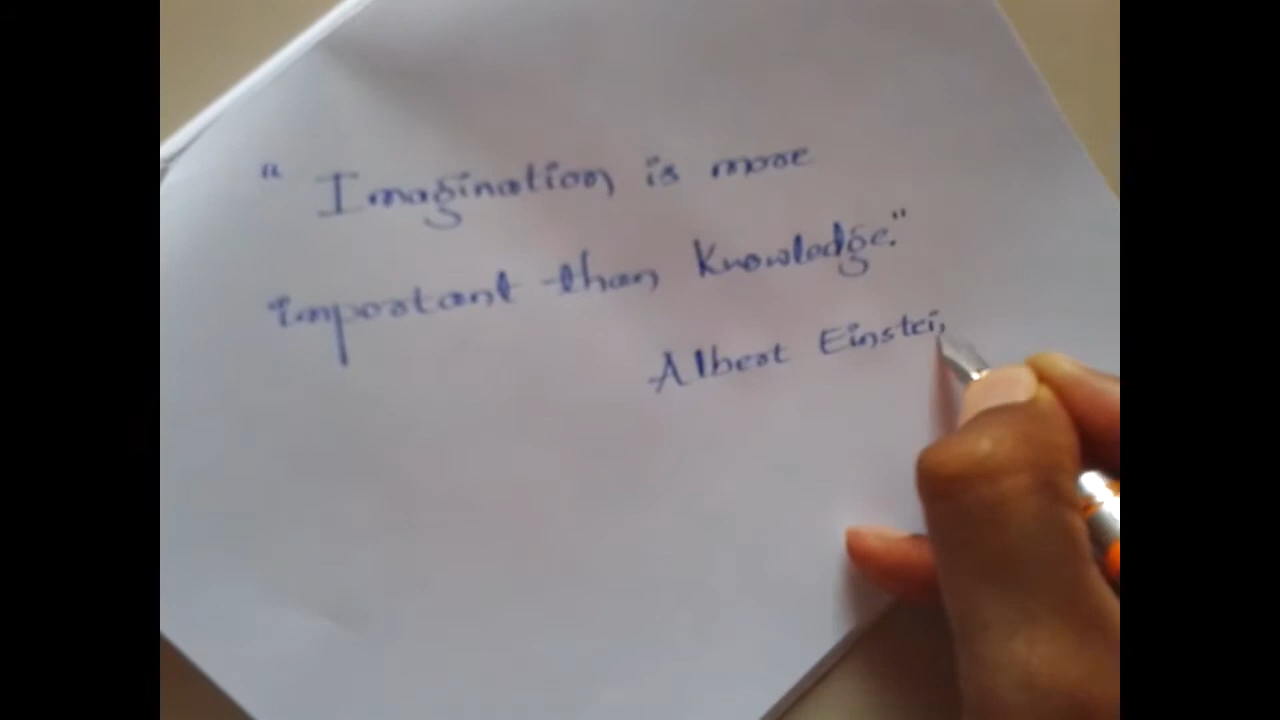 " Imagination is more
important than Knowledge."
Albert Einstei